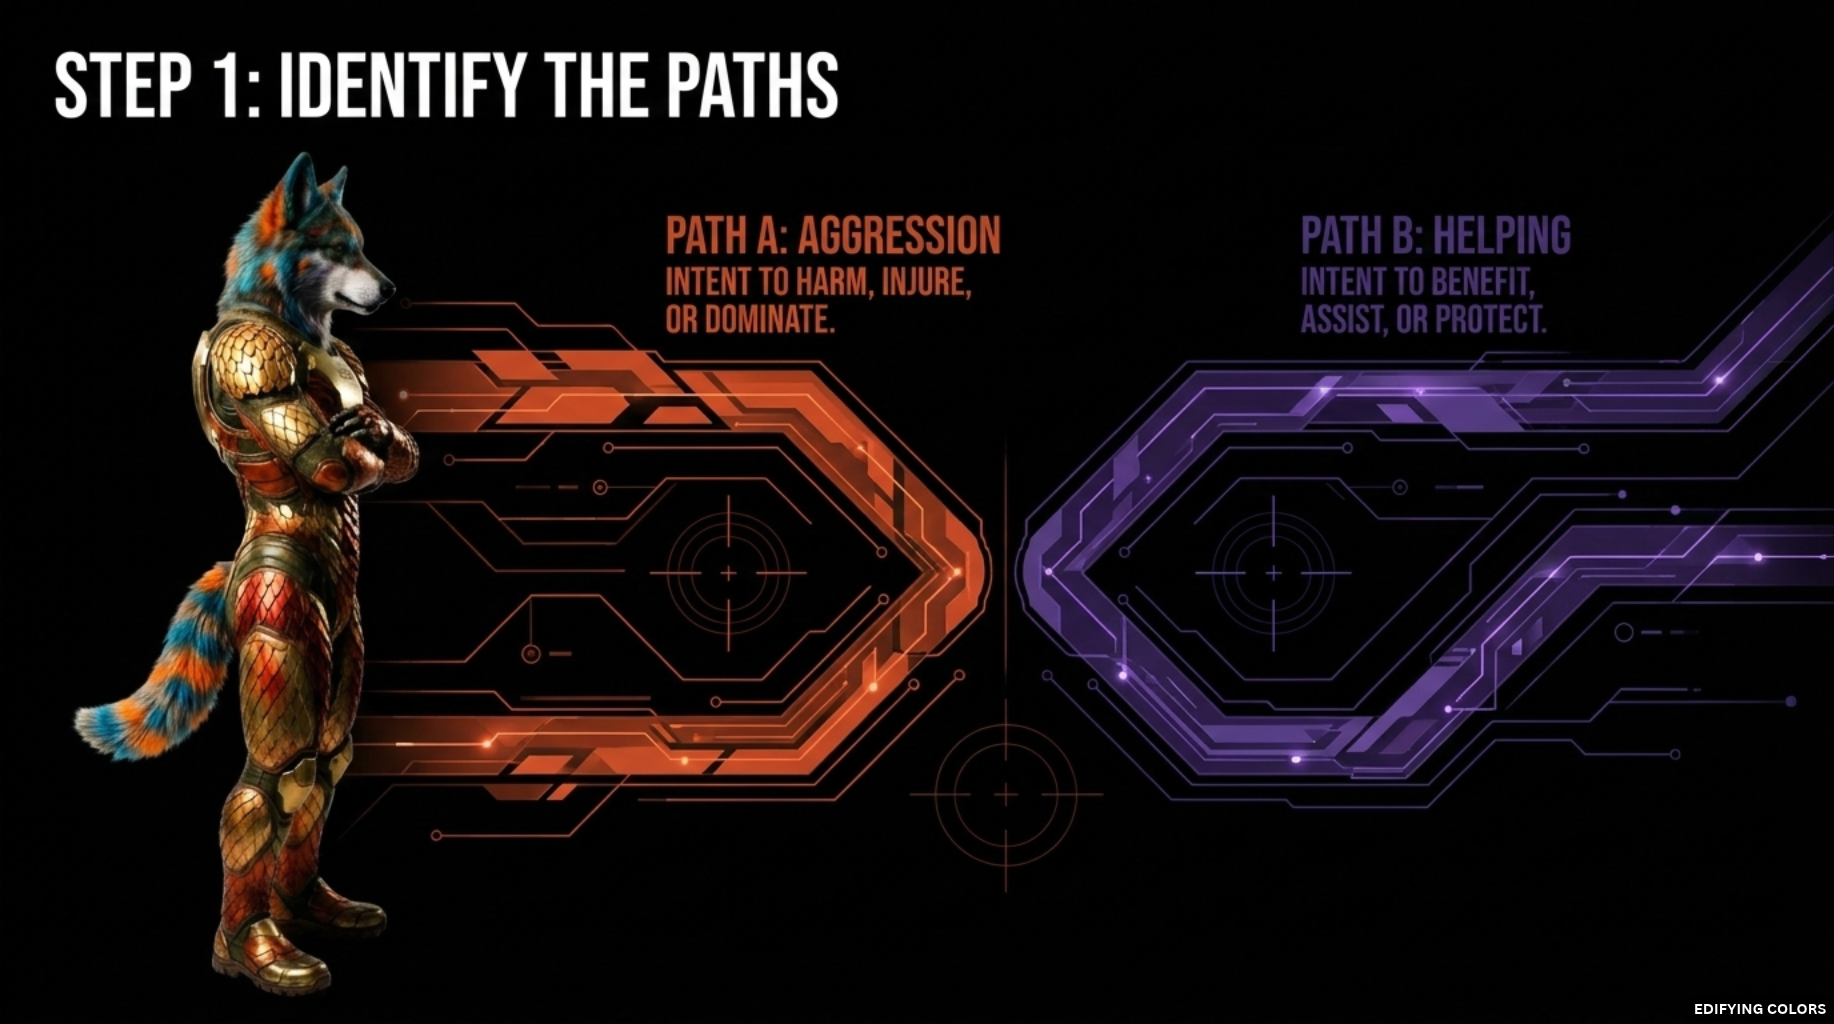 STEP 1: IDENTIFY THE PATHS
PATH A: AGGRESSION
INTENT TO HARM, INJURE,
OR DOMINATE.
PATH B: HELPING
INTENT TO BENEFIT,
ASSIST, OR PROTECT.
EDIFYING COLORS